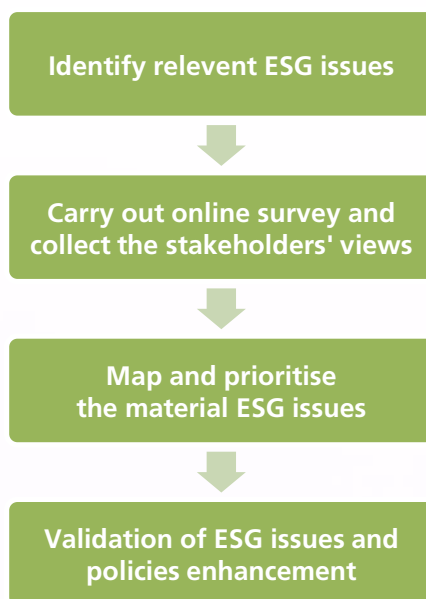 Identify relevent ESG issues
Carry out online survey and
collect the stakeholders' views
Map and prioritise
the material ESG issues
Validation of ESG issues and
policies enhancement